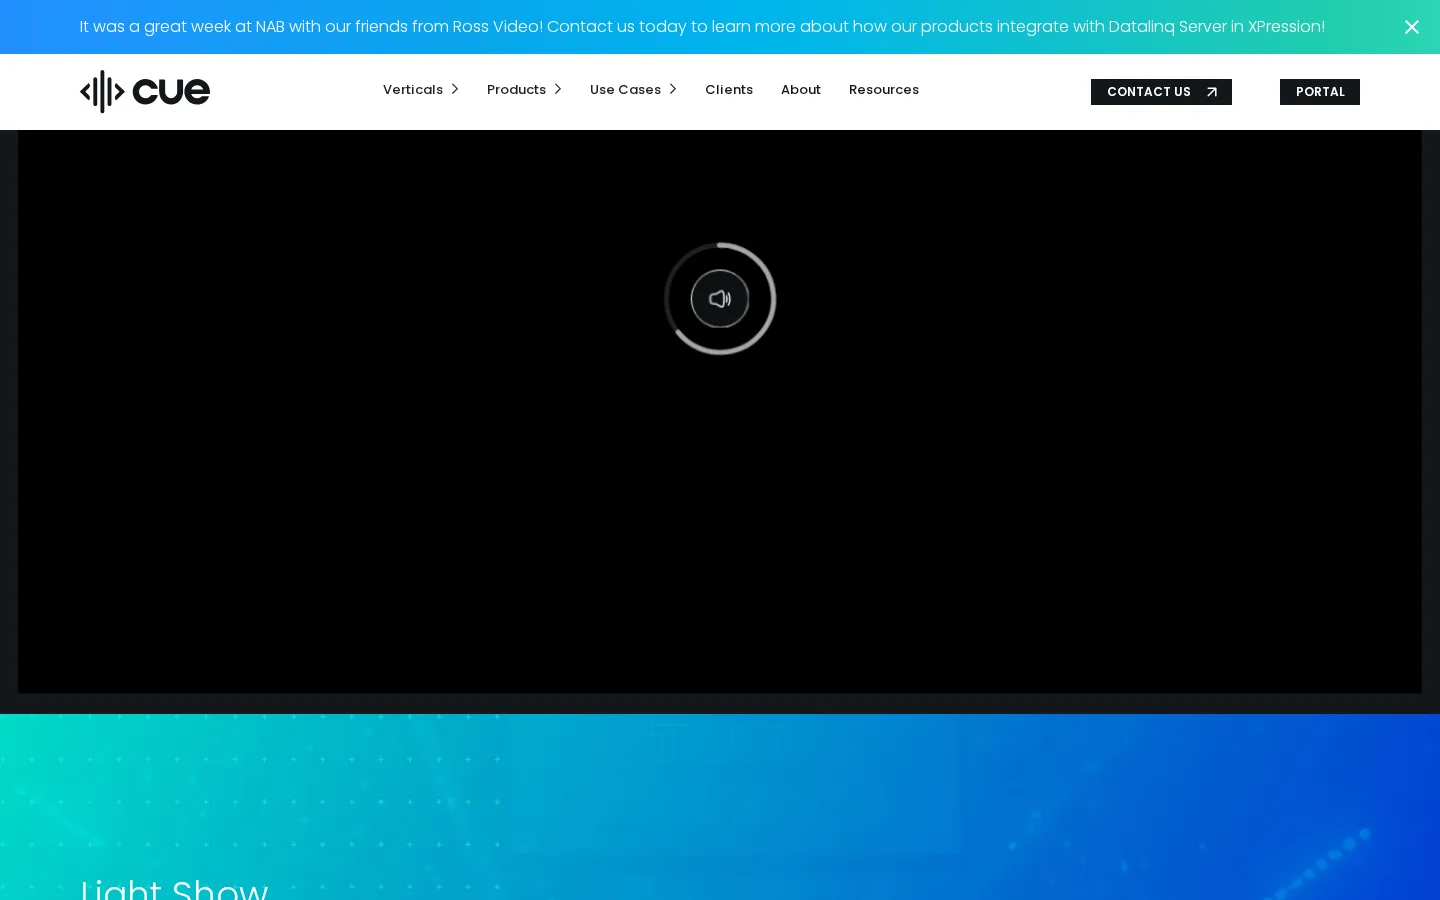 It was a great week at NAB with our friends from Ross Video! Contact us today to learn more about how our products integrate with Datalinq Server in XPression!
cue
Verticals
Products
Use Cases
Clients
About
Resources
CONTACT US
PORTAL
Light Show